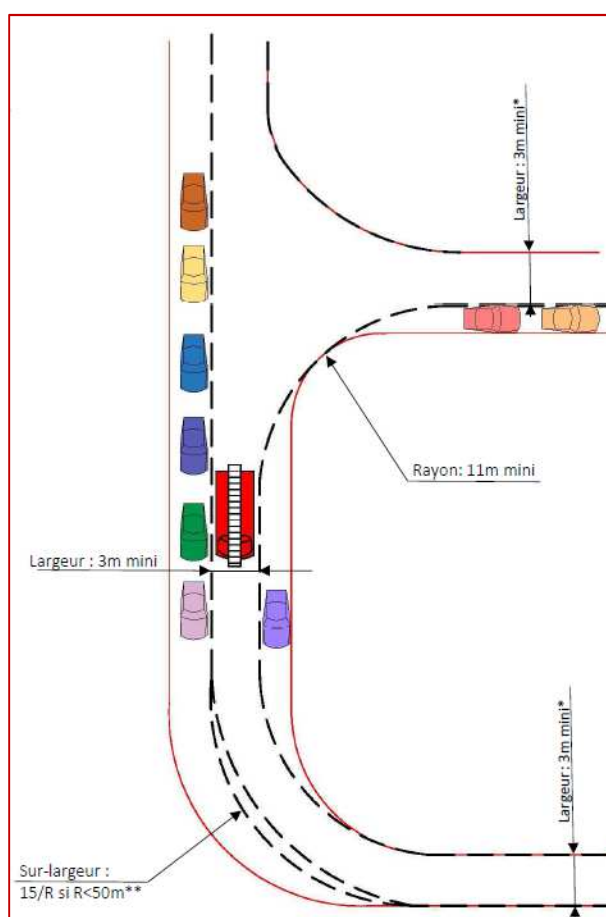 Largeur : 3m mini*
Rayon: 11m mini
Largeur : 3m mini
Largeur : 3m mini*
Sur-largeur :
15/R si R<50m**